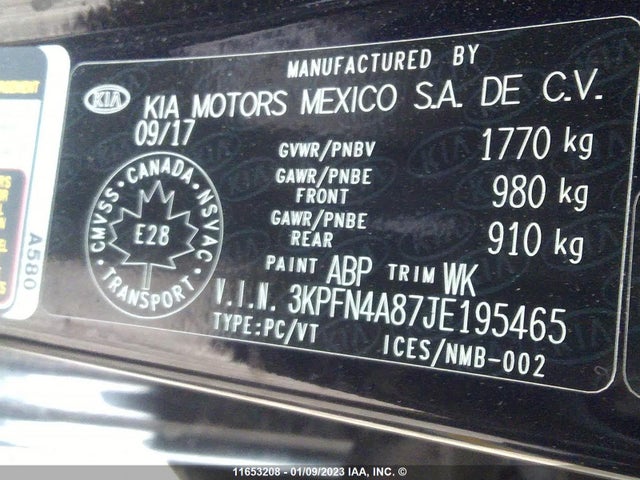 MANUFACTURED BY
KIA KIA MOTORS MEXICO S.A. DE C.V.
09/17
GVWR/PNBV 1770 kg
GAWR/PNBE FRONT 980 kg
GAWR/PNBE REAR 910 kg
CMVSS · CANADA · NSVAC · TRANSPORT ·
E28
PAINT ABP TRIM WK
V.I.N. 3KPFN4A87JE195465
TYPE:PC/VT ICES/NMB-002
A580
11653208 - 01/09/2023 IAA, INC. ©